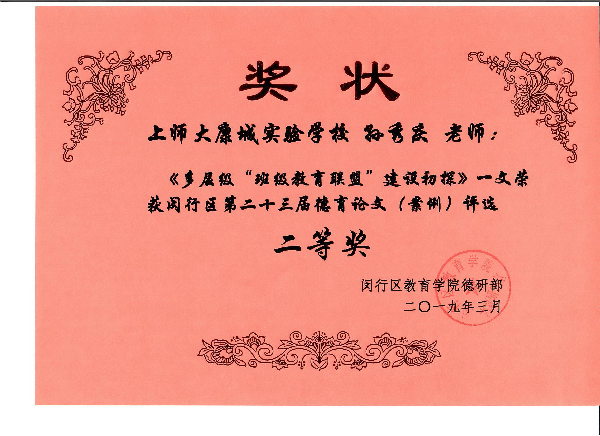 奖 状
上师大康城实验学校 孙秀庆 老师：
《多层级“班级教育联盟”建设初探》一文荣
获闵行区第二十三届德育论文（案例）评选
二等奖
闵行区教育学院德研部
二〇一九年三月